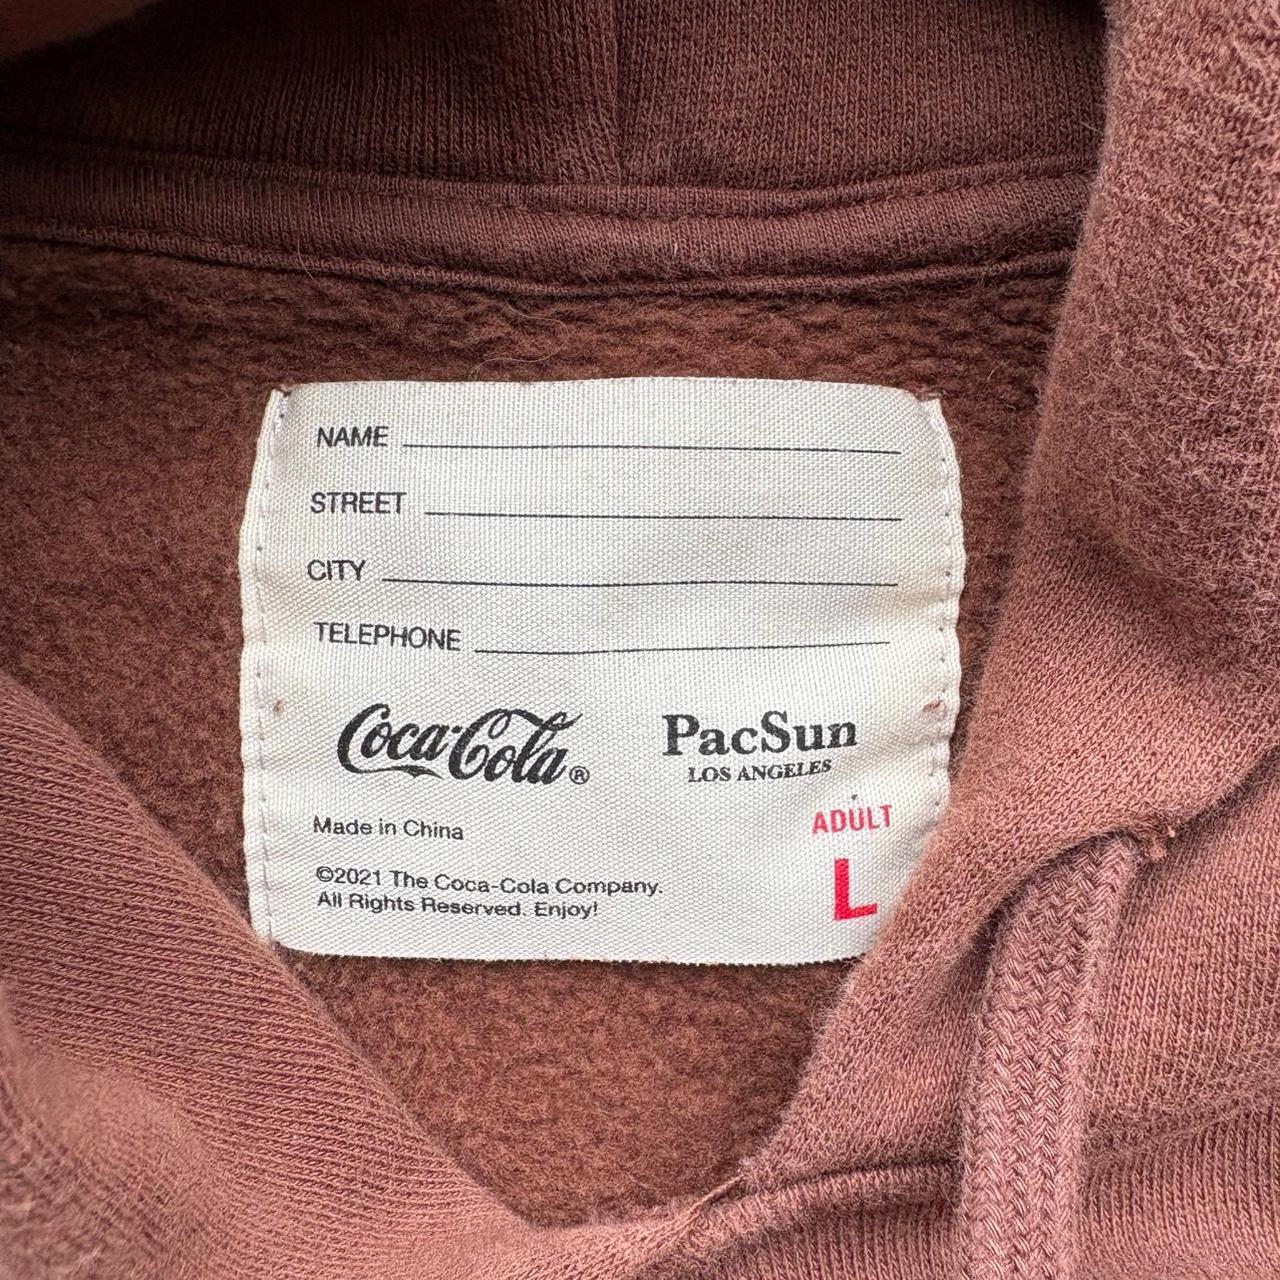 NAME
STREET
CITY
TELEPHONE
Coca-Cola®
PacSun
LOS ANGELES
ADULT
L
Made in China
©2021 The Coca-Cola Company.
All Rights Reserved. Enjoy!